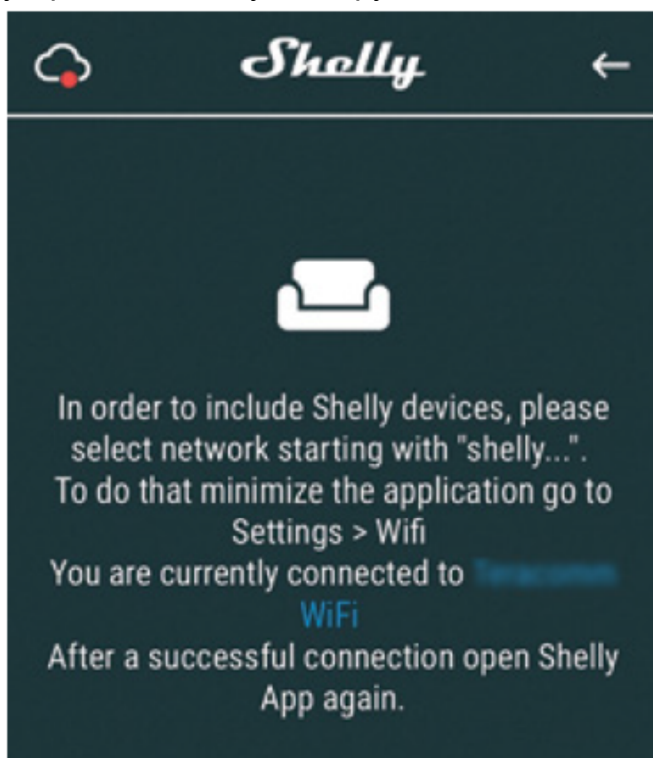 Shelly
In order to include Shelly devices, please
select network starting with "shelly...".
To do that minimize the application go to
Settings > Wifi
You are currently connected to
WiFi
After a successful connection open Shelly
App again.